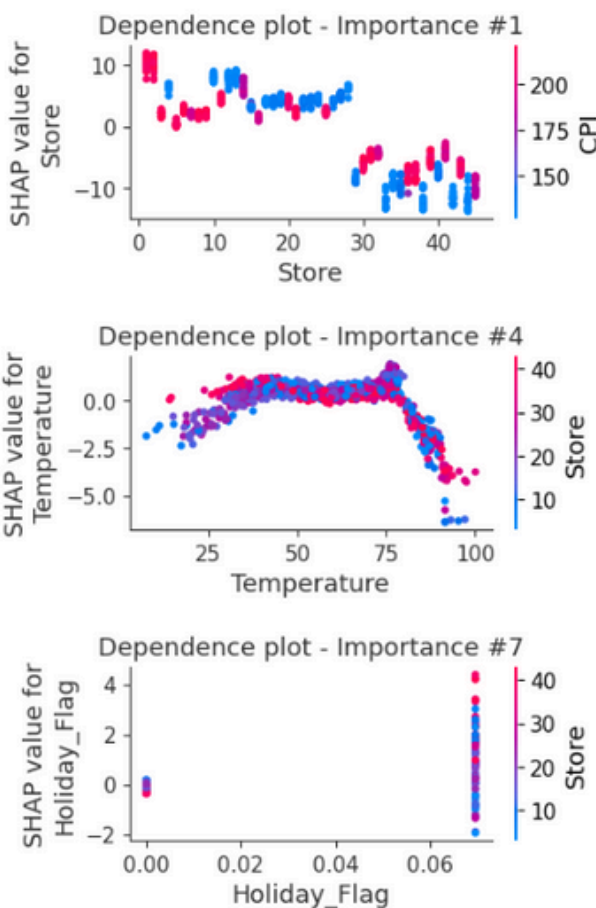 Dependence plot - Importance #1
SHAP value for
Store
10
0
−10
0
10
20
30
40
Store
200
175
150
CPI
Dependence plot - Importance #4
SHAP value for
Temperature
0.0
−2.5
−5.0
25
50
75
100
Temperature
40
30
20
10
Store
Dependence plot - Importance #7
SHAP value for
Holiday_Flag
4
2
0
−2
0.00
0.02
0.04
0.06
Holiday_Flag
40
30
20
10
Store